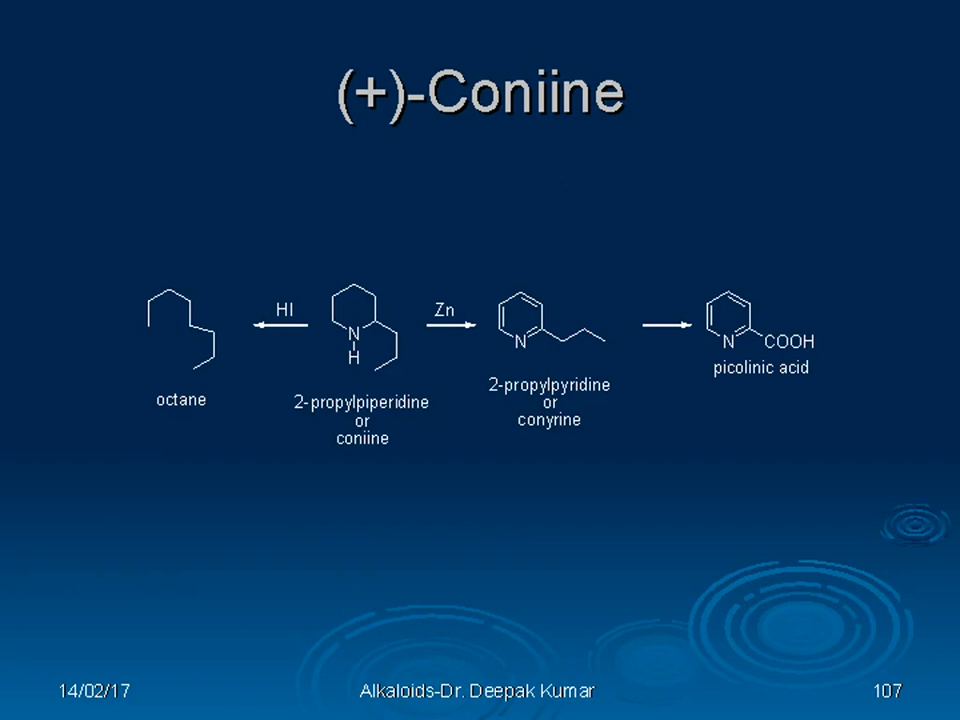 (+)-Coniine
HI
Zn
N
H
N
N
COOH
octane
2-propylpiperidine
or
coniine
2-propylpyridine
or
conyrine
picolinic acid
14/02/17
Alkaloids-Dr. Deepak Kumar
107